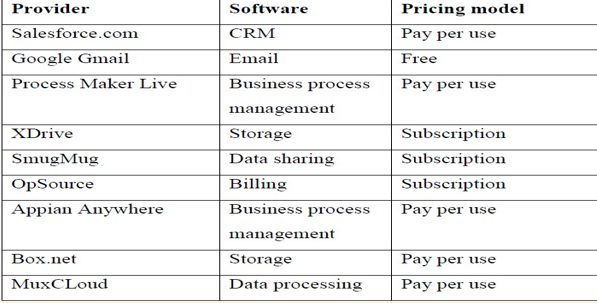 Provider Software Pricing model
Salesforce.com CRM Pay per use
Google Gmail Email Free
Process Maker Live Business process Pay per use
management
XDrive Storage Subscription
SmugMug Data sharing Subscription
OpSource Billing Subscription
Appian Anywhere Business process Pay per use
management
Box.net Storage Pay per use
MuxCLoud Data processing Pay per use